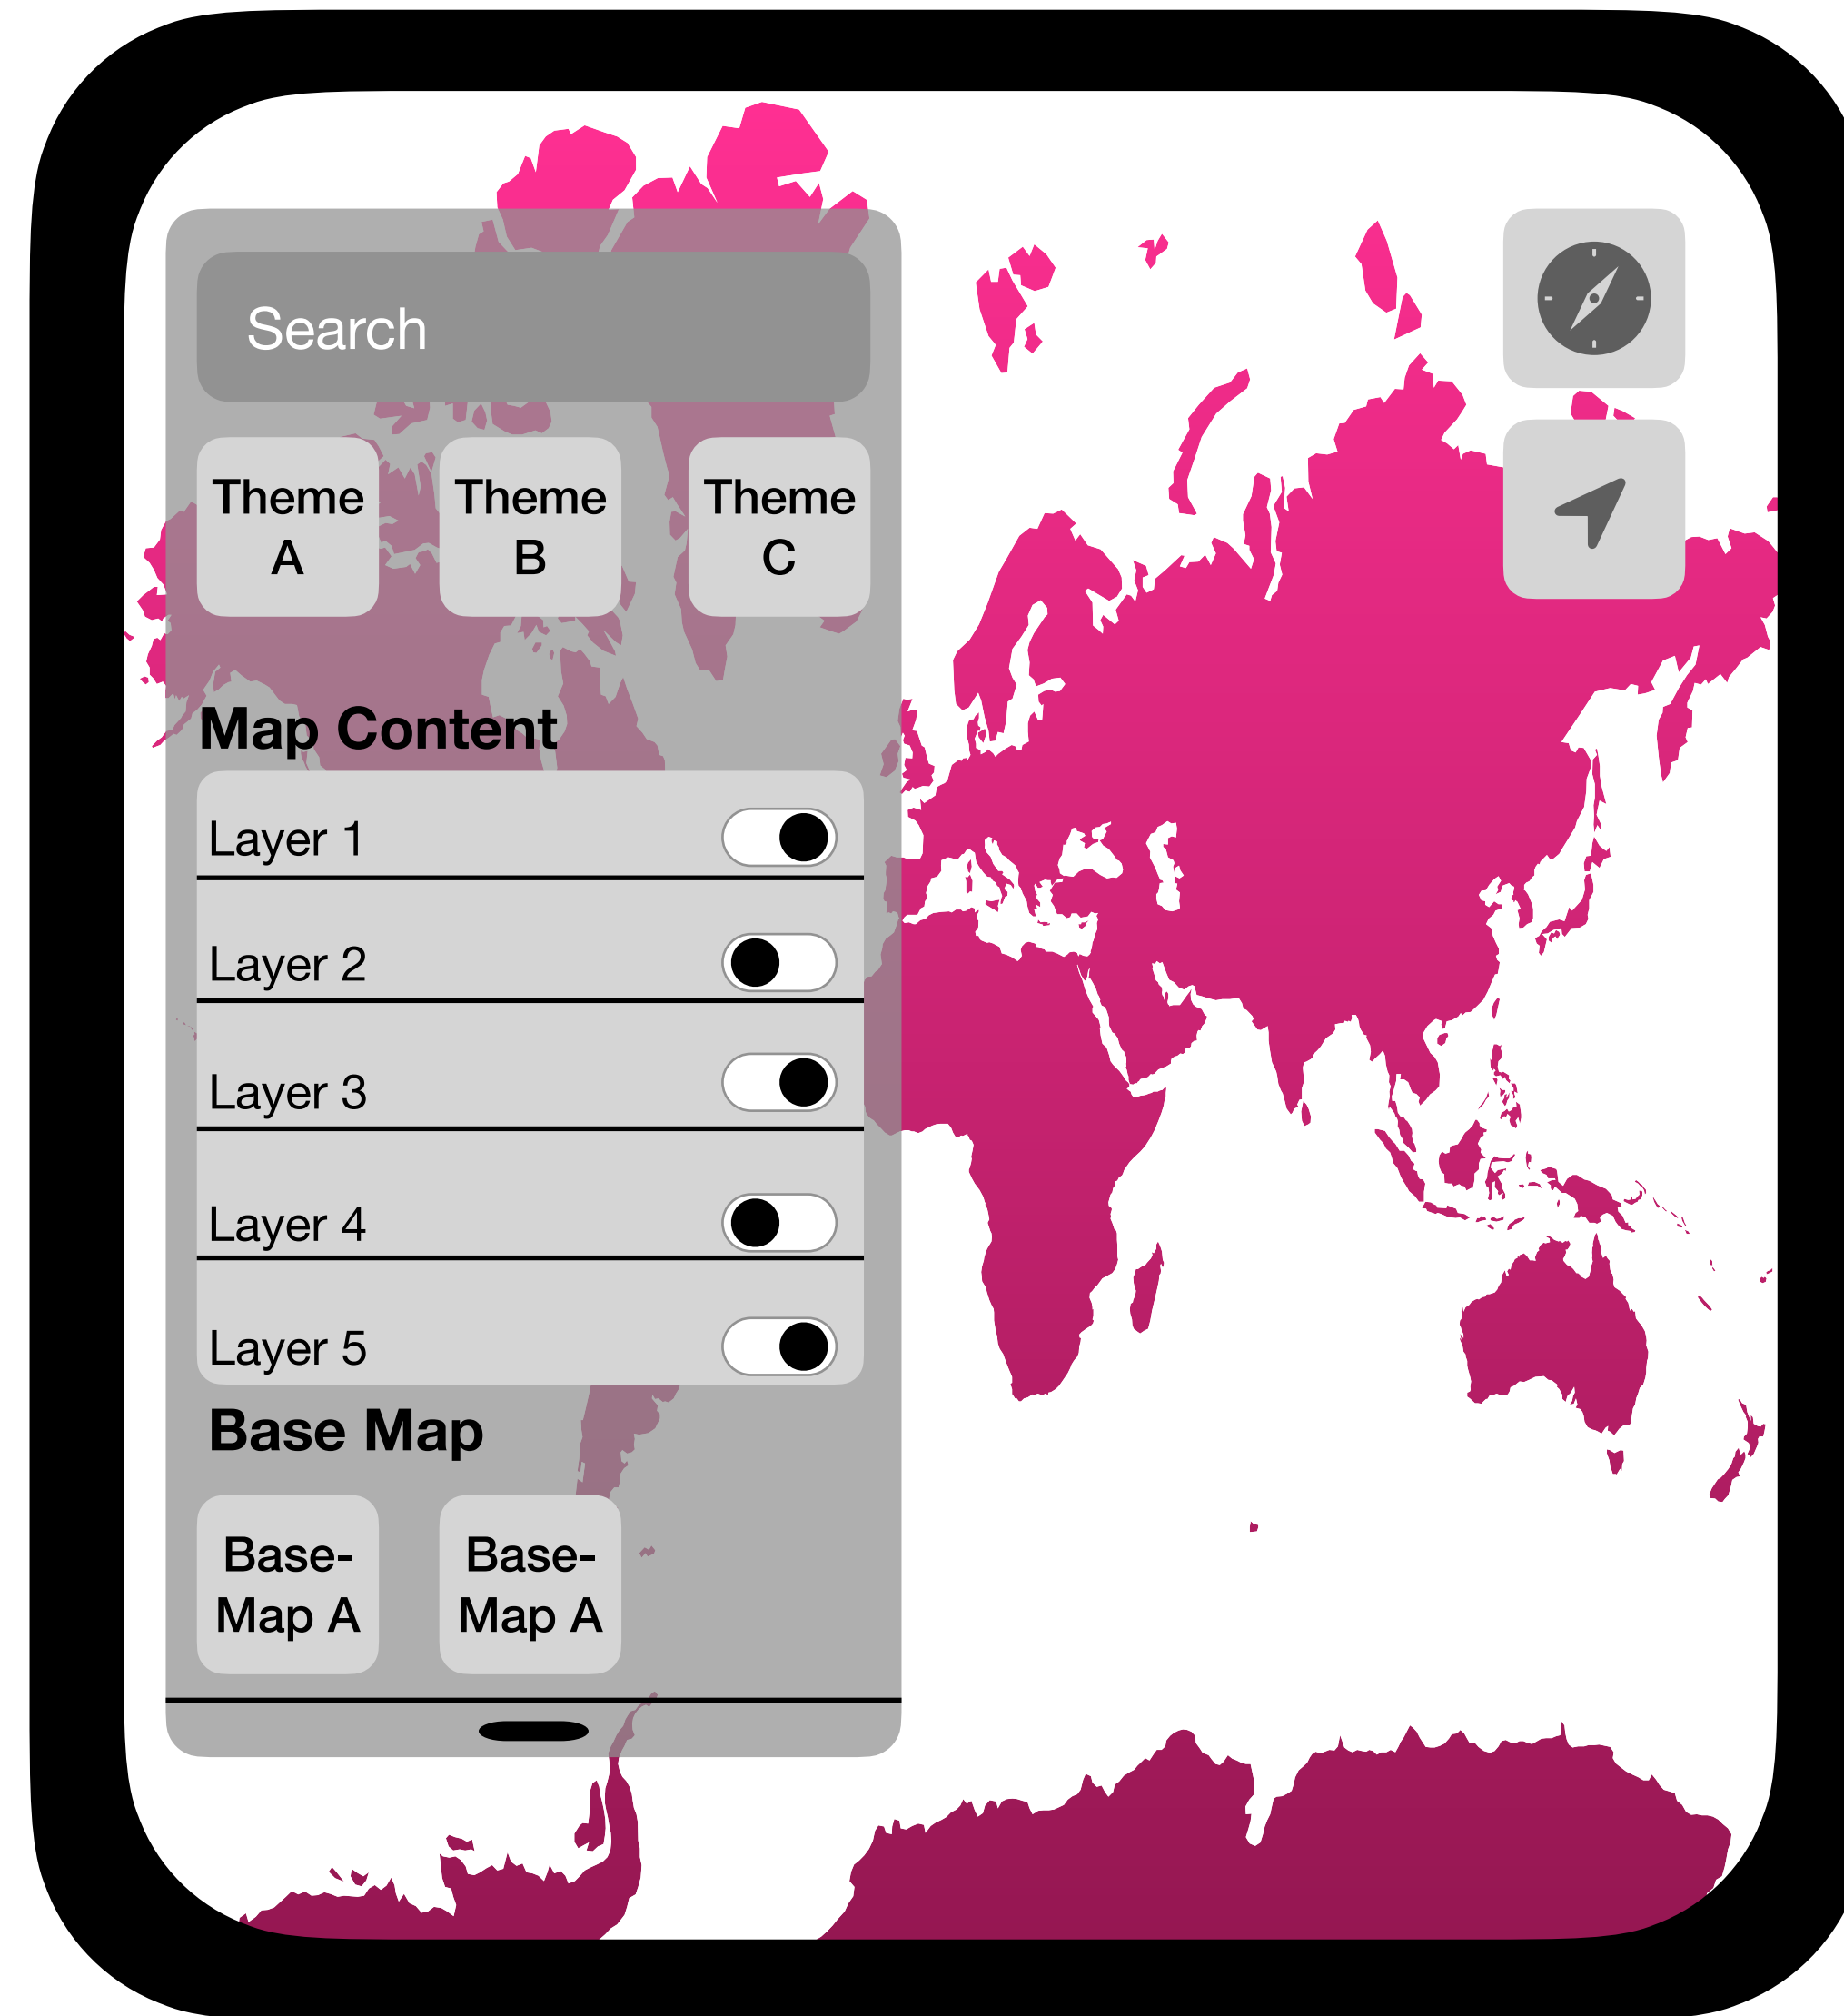 Search
Theme
A
Theme
B
Theme
C
Map Content
Layer 1
Layer 2
Layer 3
Layer 4
Layer 5
Base Map
Base-
Map A
Base-
Map A